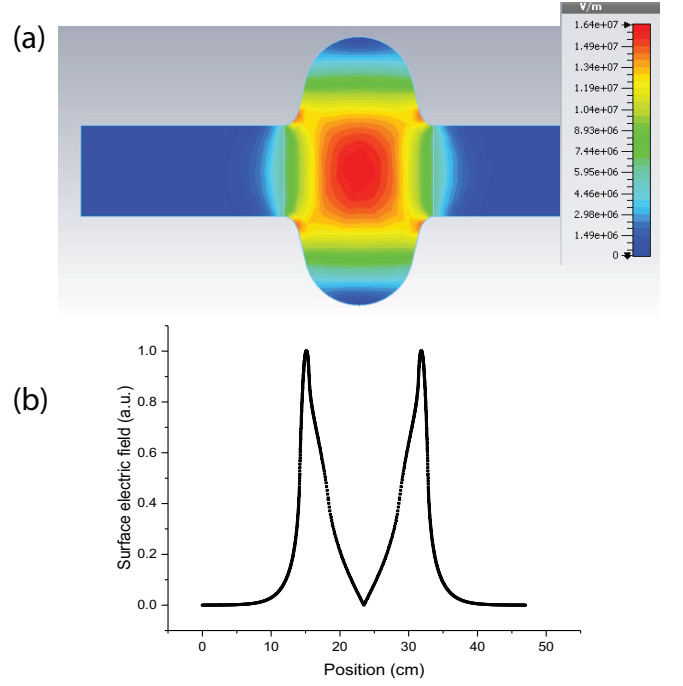 (a)
V/m
1.64e+07
1.49e+07
1.34e+07
1.19e+07
1.04e+07
8.93e+06
7.44e+06
5.95e+06
4.46e+06
2.98e+06
1.49e+06
0
(b)
Surface electric field (a.u.)
1.0
0.8
0.6
0.4
0.2
0.0
0 10 20 30 40 50
Position (cm)